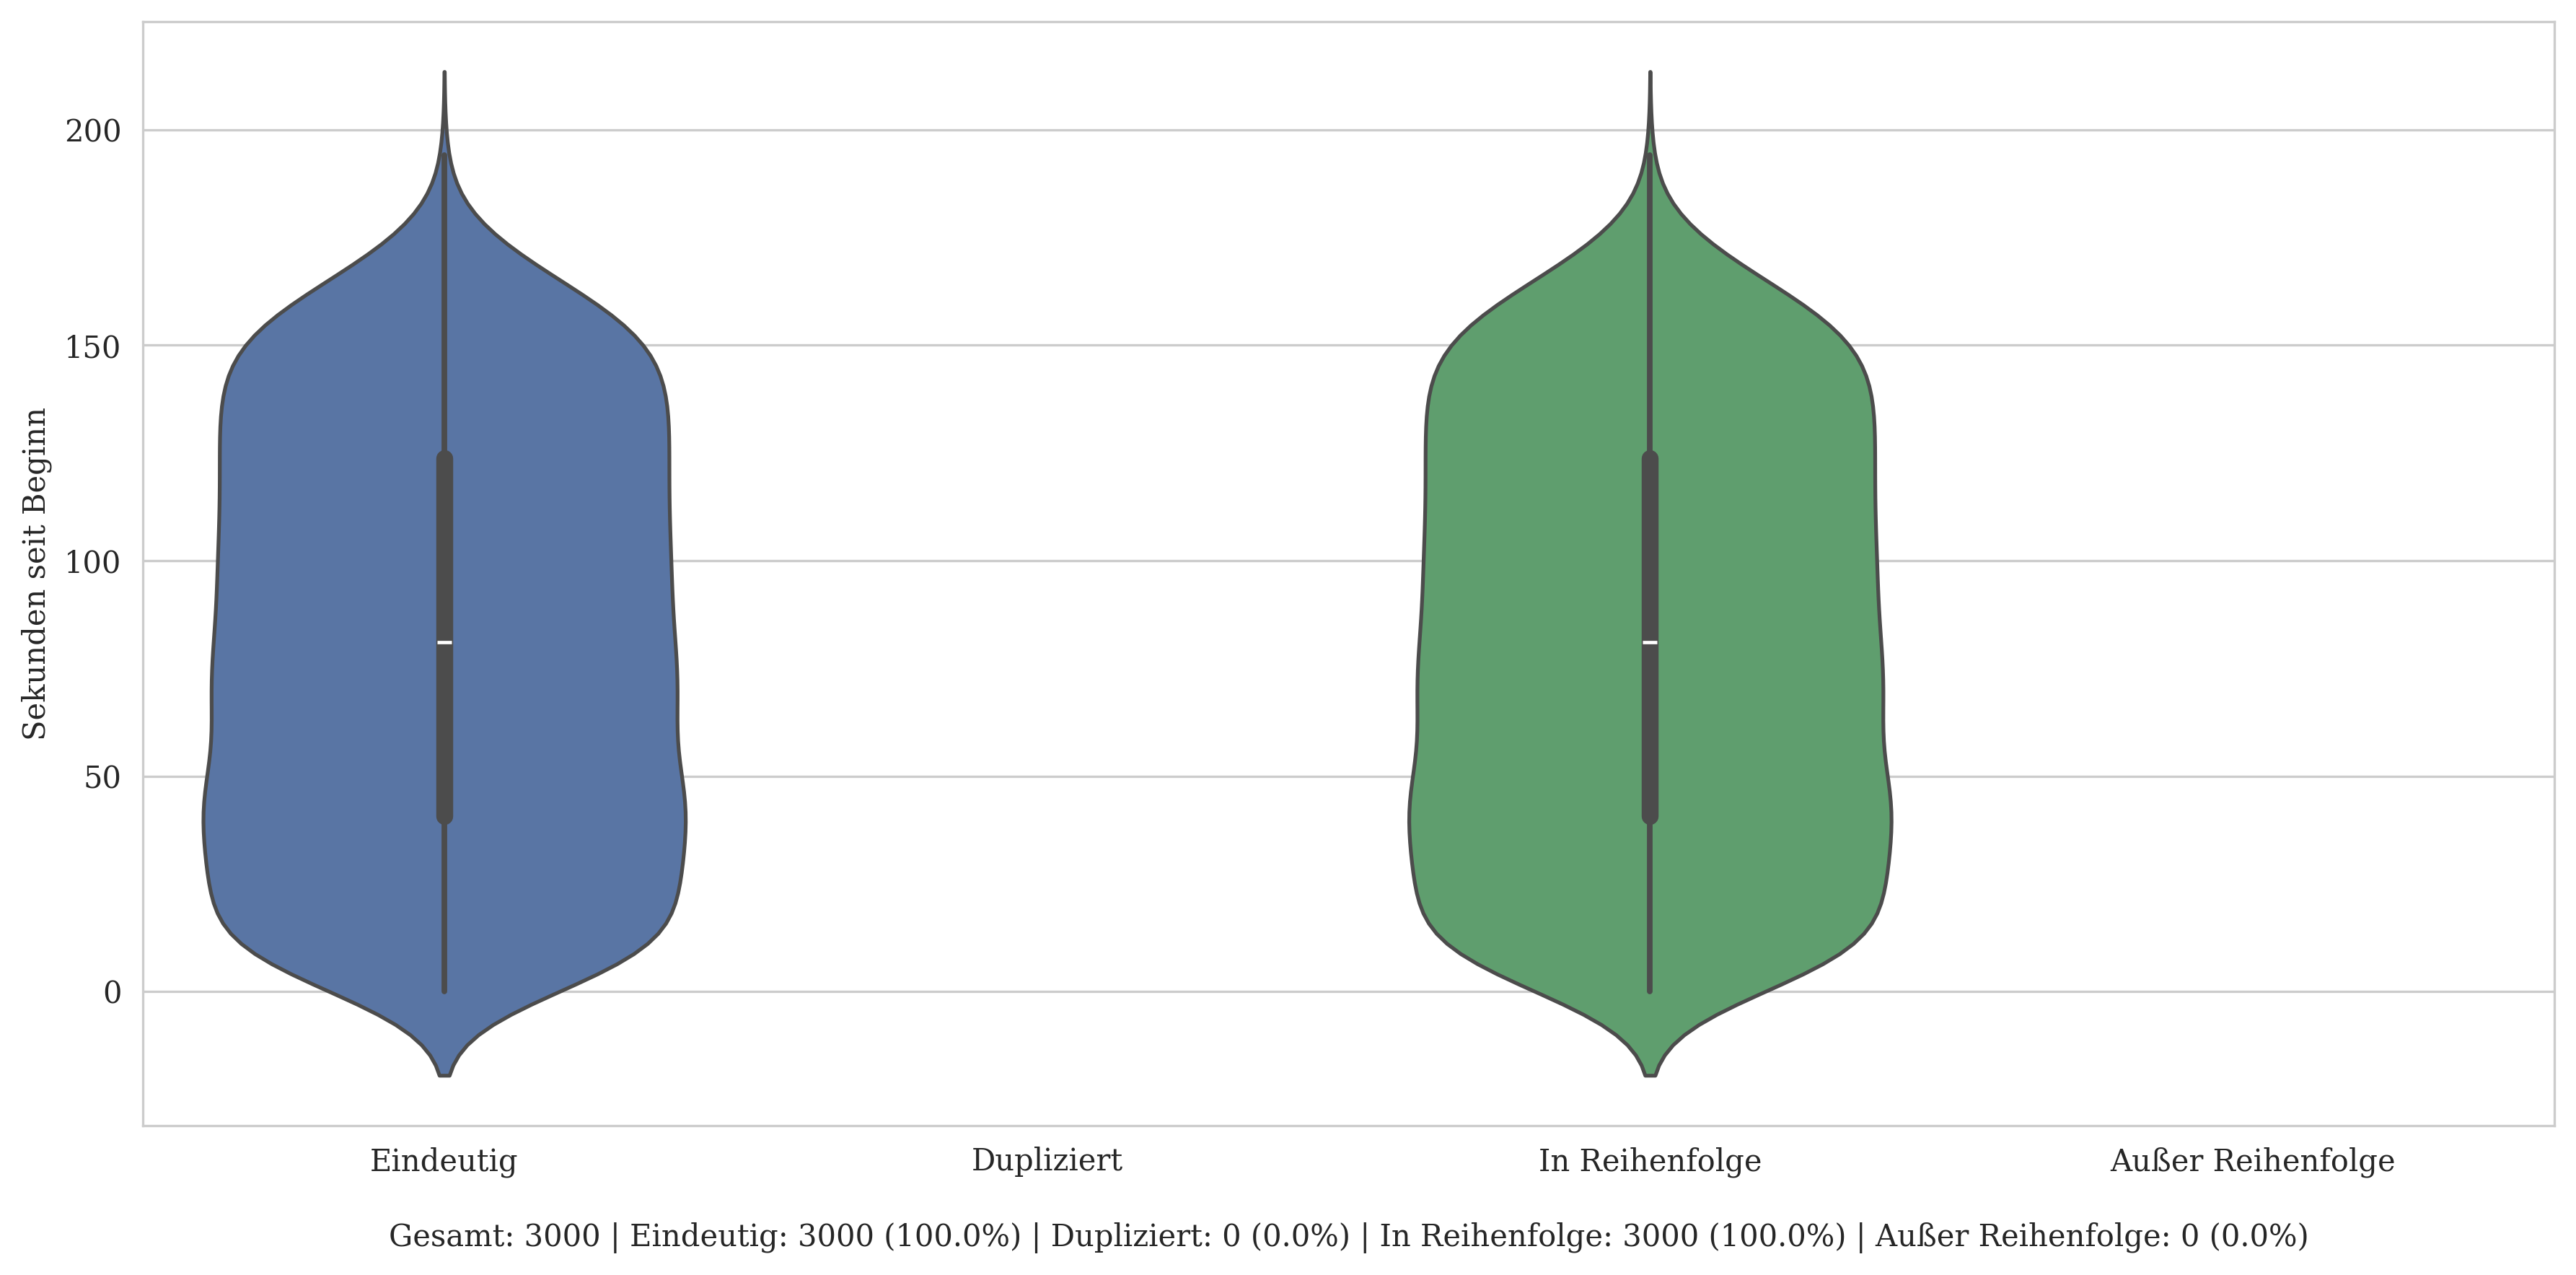 200
150
100
50
0
Sekunden seit Beginn
Eindeutig Dupliziert In Reihenfolge Außer Reihenfolge
Gesamt: 3000 | Eindeutig: 3000 (100.0%) | Dupliziert: 0 (0.0%) | In Reihenfolge: 3000 (100.0%) | Außer Reihenfolge: 0 (0.0%)